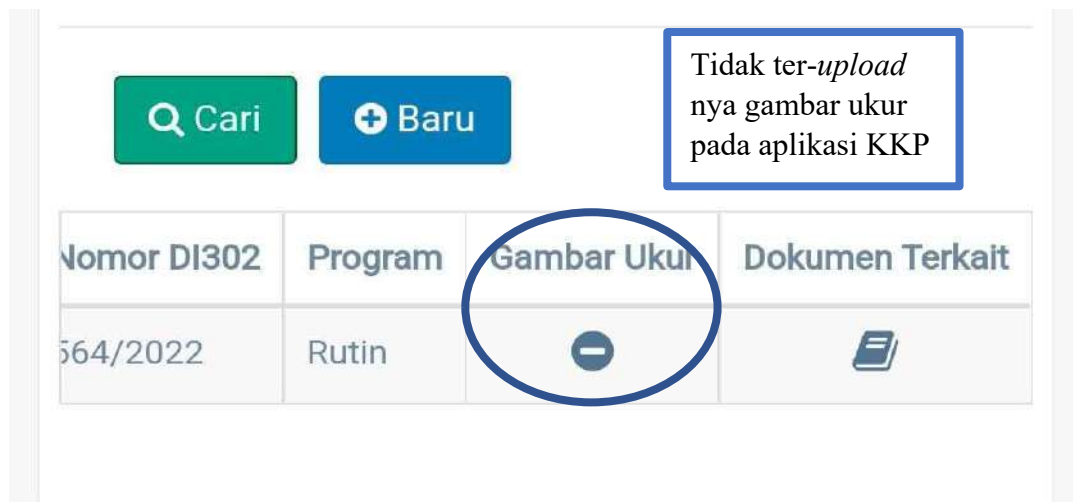 Tidak ter-upload
nya gambar ukur
pada aplikasi KKP
Cari
Baru
Nomor DI302 Program Gambar Ukur Dokumen Terkait
564/2022 Rutin